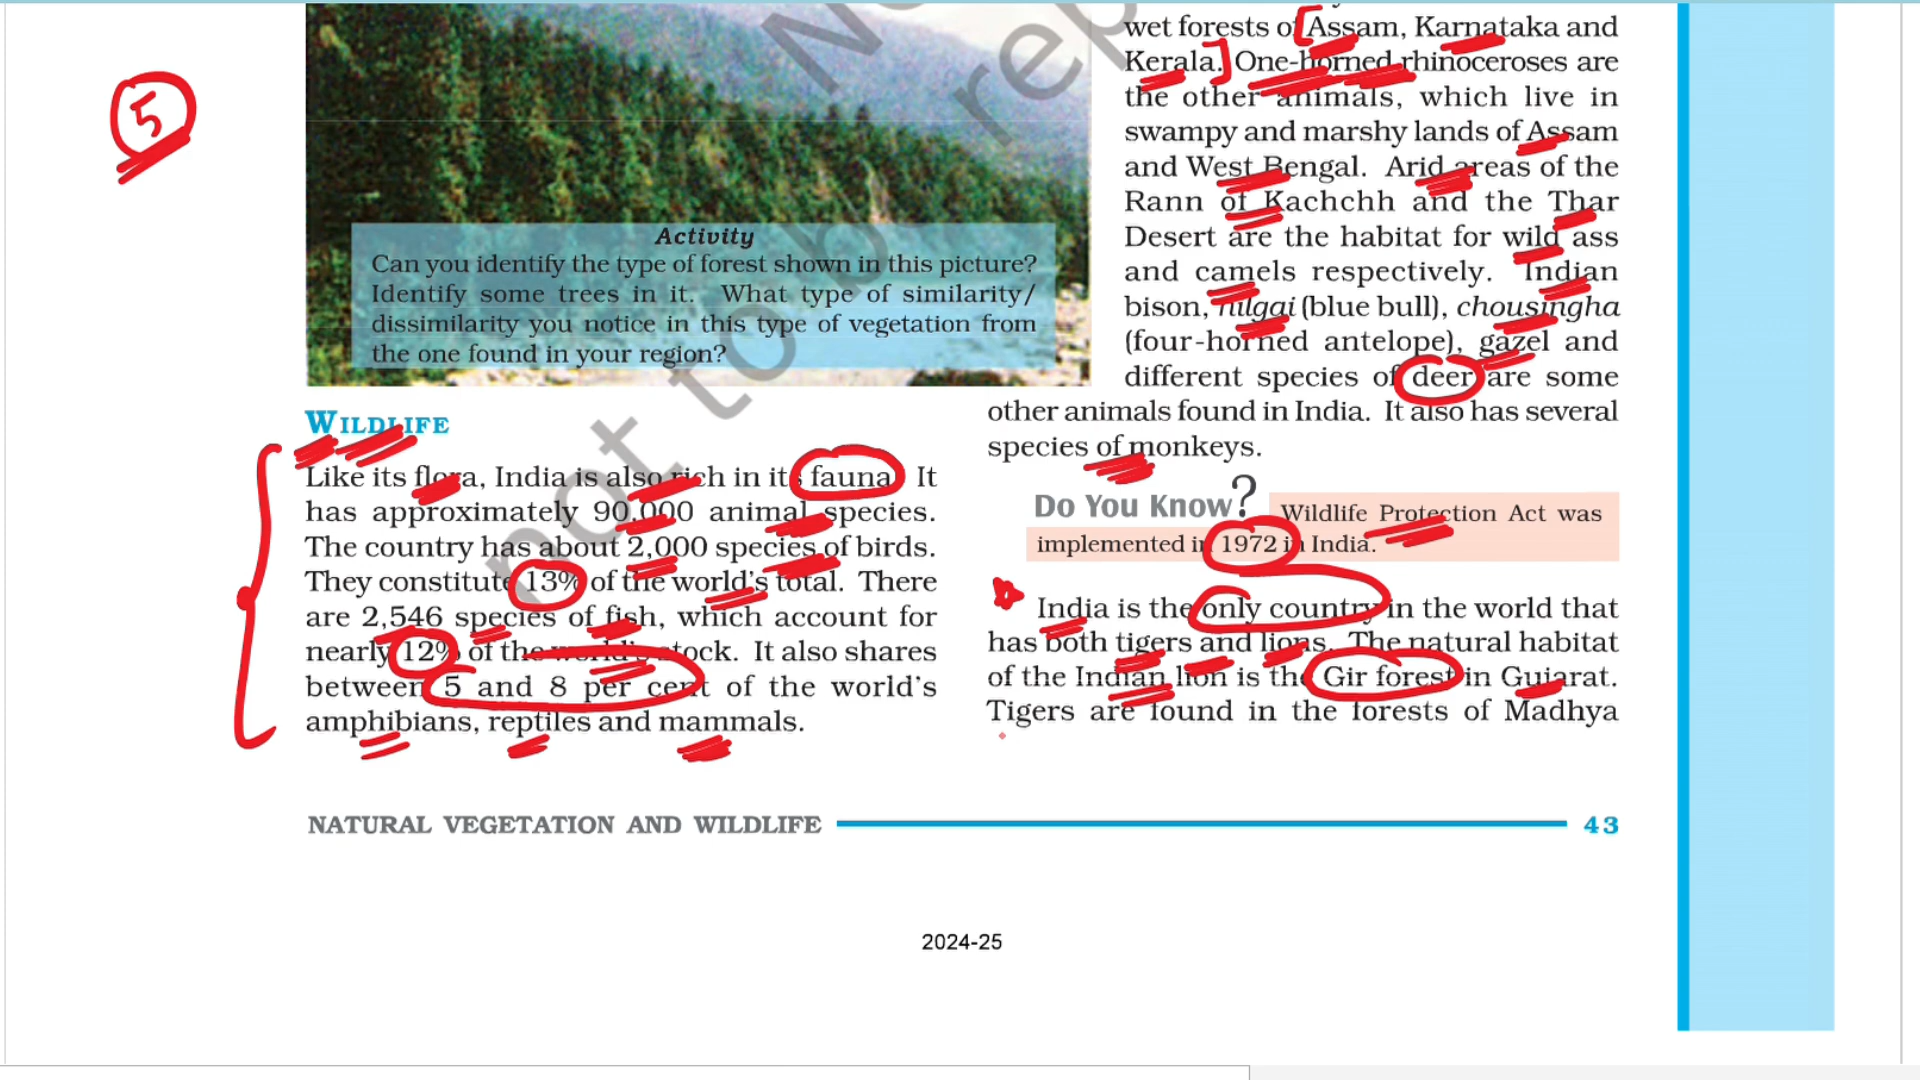 5
Activity
Can you identify the type of forest shown in this picture?
Identify some trees in it. What type of similarity/
dissimilarity you notice in this type of vegetation from
the one found in your region?
WILDLIFE
Like its flora, India is also rich in its fauna. It
has approximately 90,000 animal species.
The country has about 2,000 species of birds.
They constitute 13% of the world's total. There
are 2,546 species of fish, which account for
nearly 12% of the world's stock. It also shares
between 5 and 8 per cent of the world's
amphibians, reptiles and mammals.
wet forests of Assam, Karnataka and
Kerala. One-horned rhinoceroses are
the other animals, which live in
swampy and marshy lands of Assam
and West Bengal. Arid areas of the
Rann of Kachchh and the Thar
Desert are the habitat for wild ass
and camels respectively. Indian
bison, nilgai (blue bull), chousingha
(four-horned antelope), gazel and
different species of deer are some
other animals found in India. It also has several
species of monkeys.
Do You Know? Wildlife Protection Act was
implemented in 1972 in India.
India is the only country in the world that
has both tigers and lions. The natural habitat
of the Indian lion is the Gir forest in Gujarat.
Tigers are found in the forests of Madhya
NATURAL VEGETATION AND WILDLIFE 43
2024-25
not to be rep